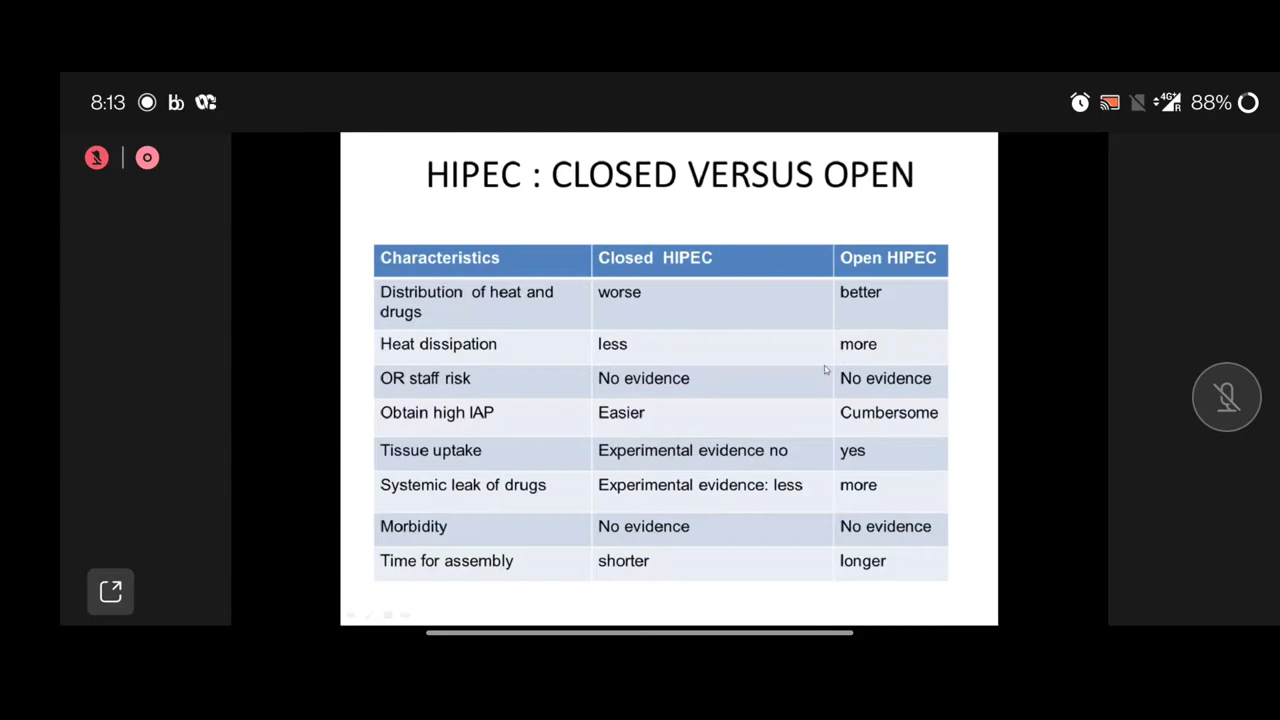 8:13
4G+
R
88%
HIPEC : CLOSED VERSUS OPEN
Characteristics Closed HIPEC Open HIPEC
Distribution of heat and drugs worse better
Heat dissipation less more
OR staff risk No evidence No evidence
Obtain high IAP Easier Cumbersome
Tissue uptake Experimental evidence no yes
Systemic leak of drugs Experimental evidence: less more
Morbidity No evidence No evidence
Time for assembly shorter longer